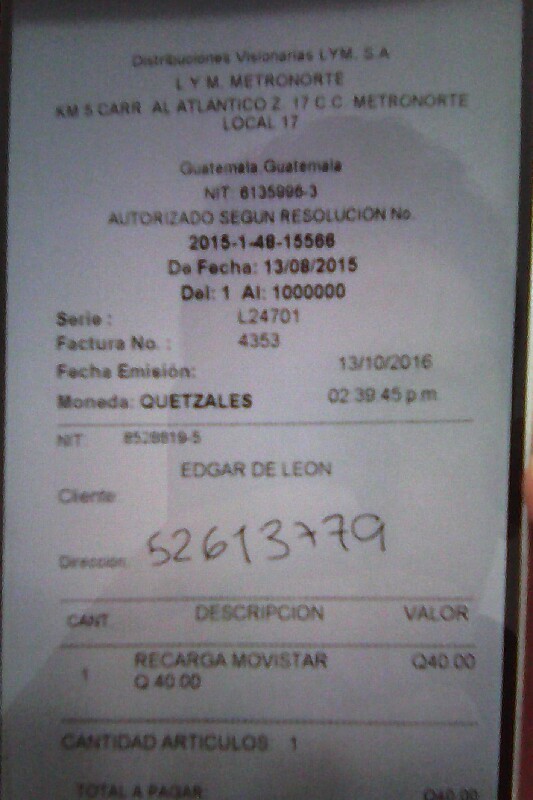 Distribuciones Visionarias LYM, S.A
L Y M. METRONORTE
KM 5 CARR. AL ATLANTICO Z. 17 C.C. METRONORTE
LOCAL 17
Guatemala, Guatemala
NIT: 6135996-3
AUTORIZADO SEGUN RESOLUCION No.
2015-1-48-15566
De Fecha: 13/08/2015
Del: 1 Al: 1000000
Serie : L24701
Factura No. : 4353
Fecha Emisión: 13/10/2016
Moneda: QUETZALES 02:39:45 p.m
NIT: 8528819-5
EDGAR DE LEON
Cliente:
Dirección: 52613779
CANT. DESCRIPCION VALOR
1 RECARGA MOVISTAR Q40.00
Q 40.00
CANTIDAD ARTICULOS 1
TOTAL A PAGAR: Q40.00